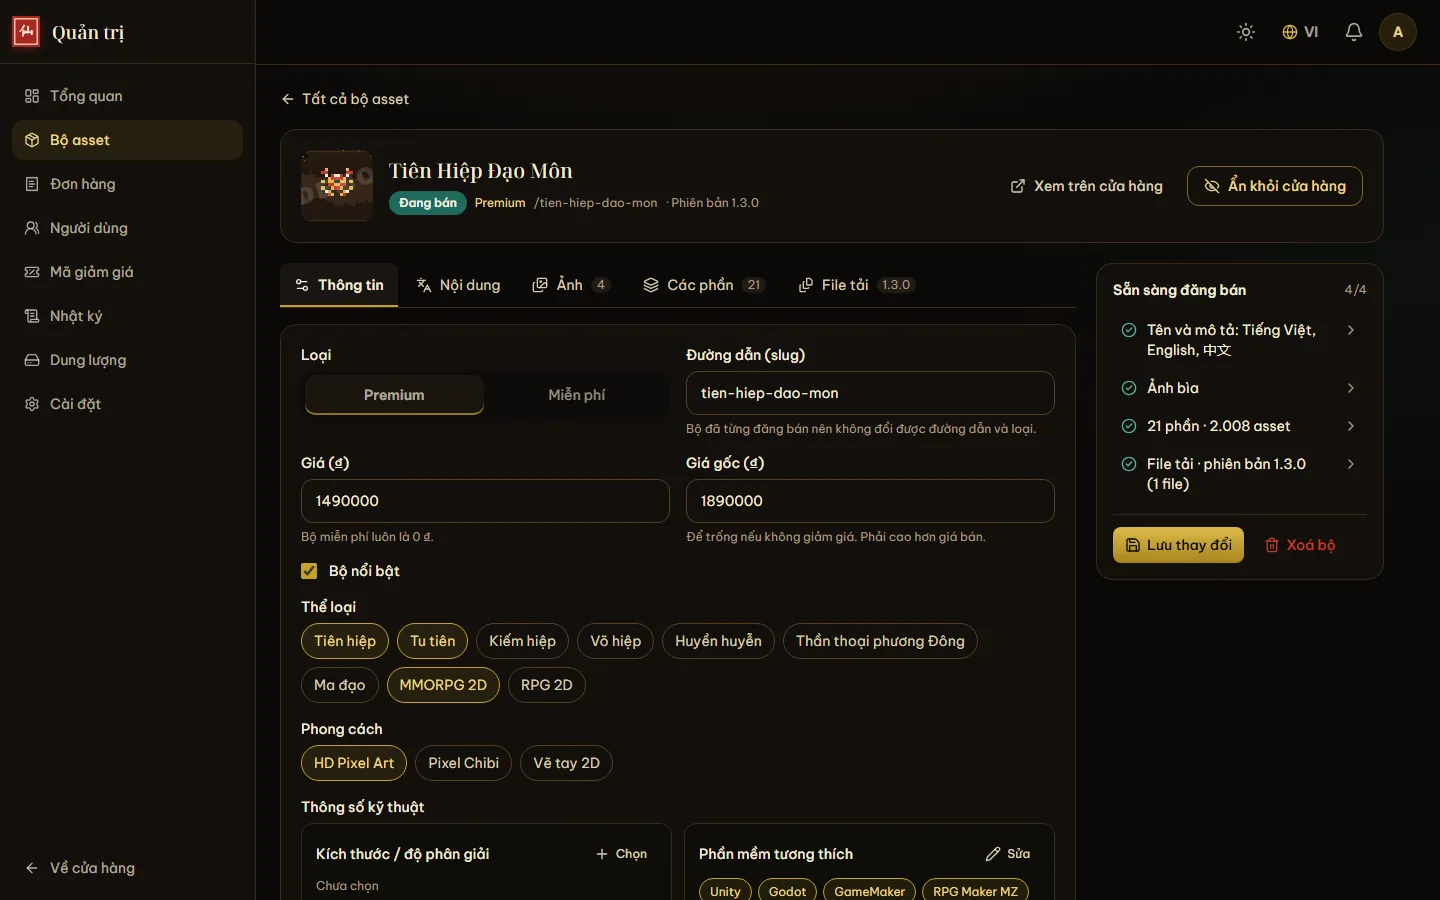 Quản trị
VI
A
Tổng quan
Bộ asset
Đơn hàng
Người dùng
Mã giảm giá
Nhật ký
Dung lượng
Cài đặt
Về cửa hàng
Tất cả bộ asset
Tiên Hiệp Đạo Môn
Đang bán Premium /tien-hiep-dao-mon · Phiên bản 1.3.0
Xem trên cửa hàng
Ẩn khỏi cửa hàng
Thông tin
Nội dung
Ảnh 4
Các phần 21
File tải 1.3.0
Loại
Premium
Miễn phí
Đường dẫn (slug)
tien-hiep-dao-mon
Bộ đã từng đăng bán nên không đổi được đường dẫn và loại.
Giá (₫)
1490000
Bộ miễn phí luôn là 0 ₫.
Giá gốc (₫)
1890000
Để trống nếu không giảm giá. Phải cao hơn giá bán.
Bộ nổi bật
Thể loại
Tiên hiệp
Tu tiên
Kiếm hiệp
Võ hiệp
Huyền huyễn
Thần thoại phương Đông
Ma đạo
MMORPG 2D
RPG 2D
Phong cách
HD Pixel Art
Pixel Chibi
Vẽ tay 2D
Thông số kỹ thuật
Kích thước / độ phân giải
Chọn
Chưa chọn
Phần mềm tương thích
Sửa
Unity
Godot
GameMaker
RPG Maker MZ
Sẵn sàng đăng bán
4/4
Tên và mô tả: Tiếng Việt,
English, 中文
Ảnh bìa
21 phần · 2.008 asset
File tải · phiên bản 1.3.0
(1 file)
Lưu thay đổi
Xoá bộ